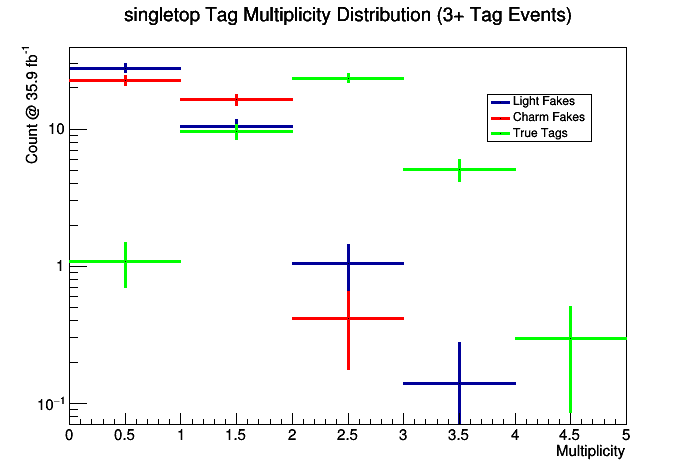 singletop Tag Multiplicity Distribution (3+ Tag Events)
Count @ 35.9 fb⁻¹
Light Fakes
Charm Fakes
True Tags
10
1
10⁻¹
0 0.5 1 1.5 2 2.5 3 3.5 4 4.5 5
Multiplicity